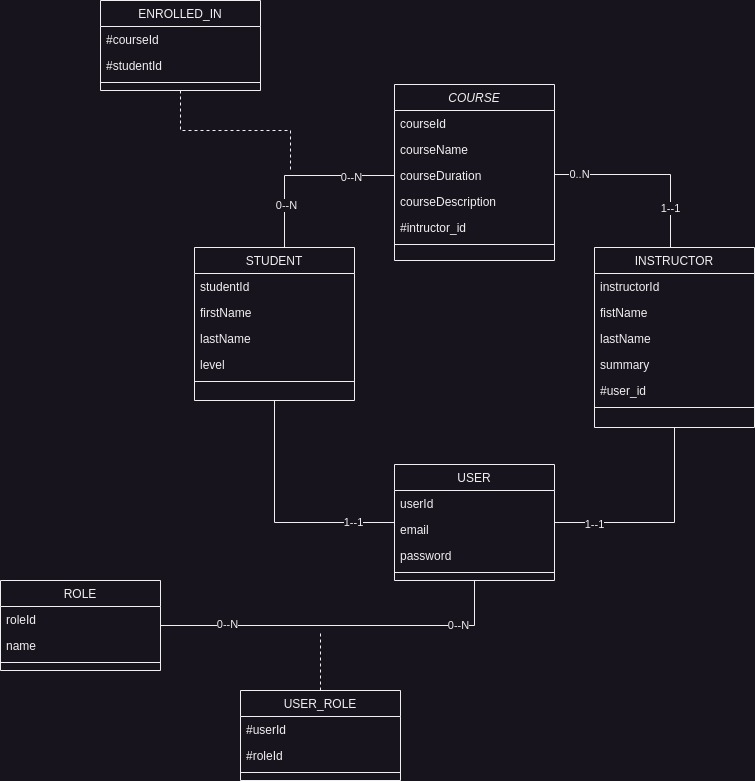 ENROLLED_IN
#courseId
#studentId
COURSE
courseId
courseName
courseDuration
courseDescription
#intructor_id
0--N
0--N
0..N
1--1
STUDENT
studentId
firstName
lastName
level
INSTRUCTOR
instructorId
fistName
lastName
summary
#user_id
USER
userId
email
password
1--1
1--1
ROLE
roleId
name
0--N
0--N
USER_ROLE
#userId
#roleId